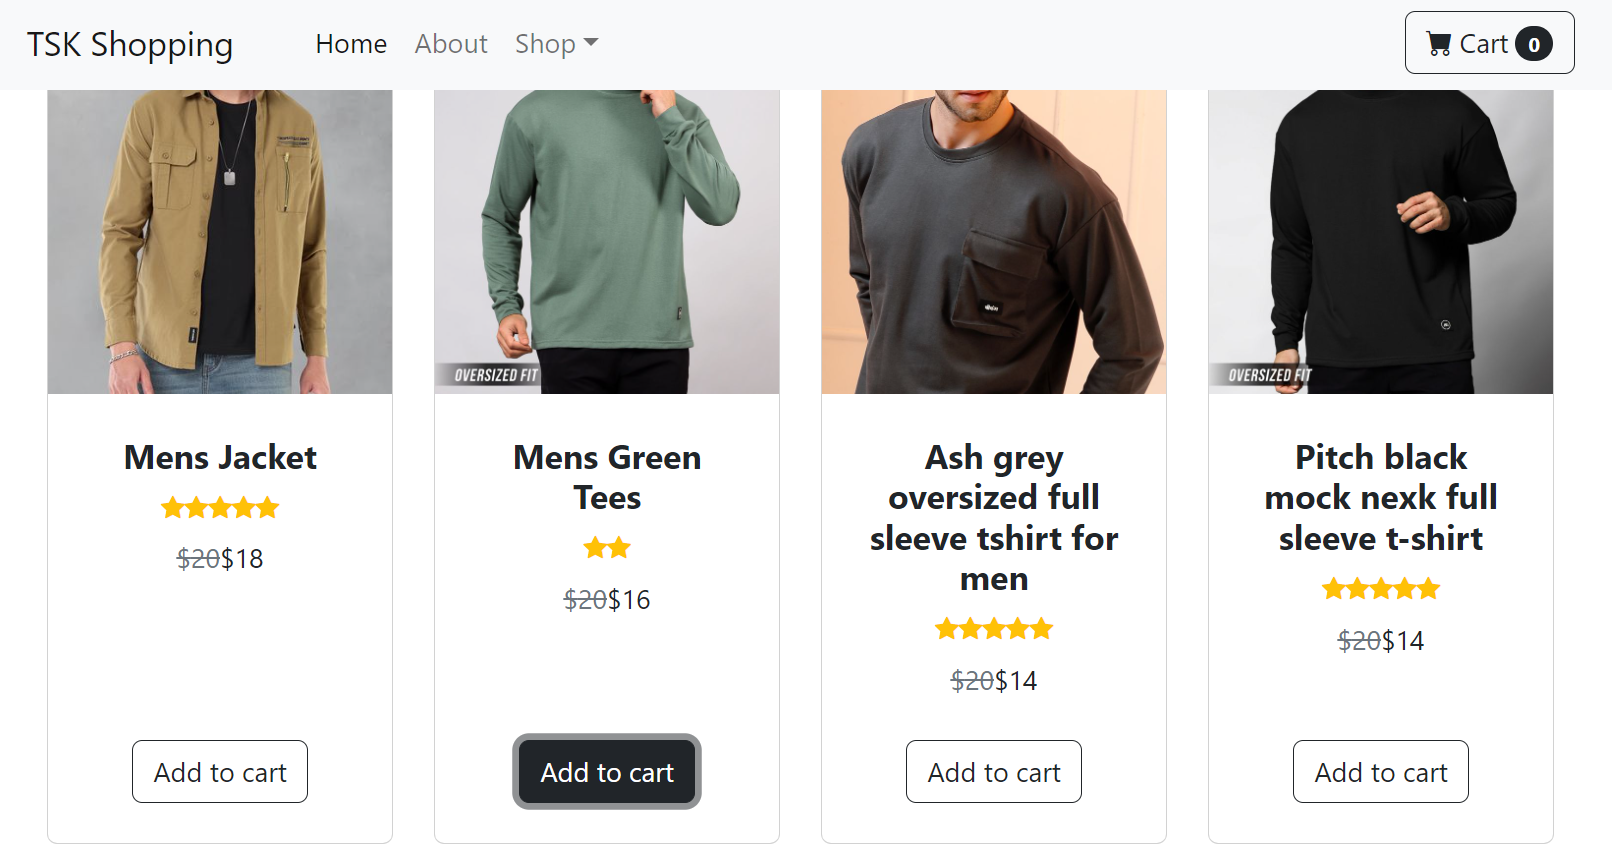 TSK Shopping Home About Shop Cart 0
OVERSIZED FIT
OVERSIZED FIT
Mens Jacket
$20$18
Add to cart
Mens Green
Tees
$20$16
Add to cart
Ash grey
oversized full
sleeve tshirt for
men
$20$14
Add to cart
Pitch black
mock nexk full
sleeve t-shirt
$20$14
Add to cart